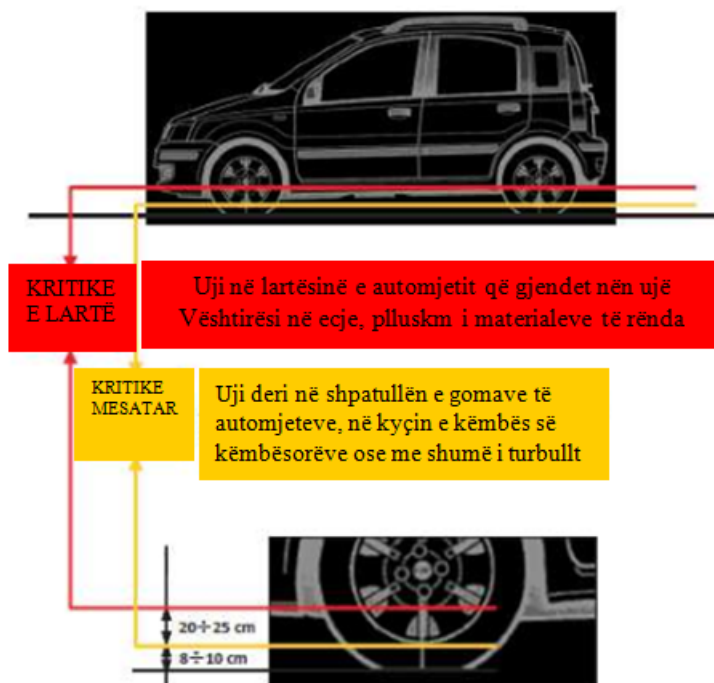 KRITIKE
E LARTË
Uji në lartësinë e automjetit që gjendet nën ujë
Vështirësi në ecje, plluskm i materialeve të rënda
KRITIKE
MESATAR
Uji deri në shpatullën e gomave të
automjeteve, në kyçin e këmbës së
këmbësorëve ose me shumë i turbullt
20÷25 cm
8÷10 cm